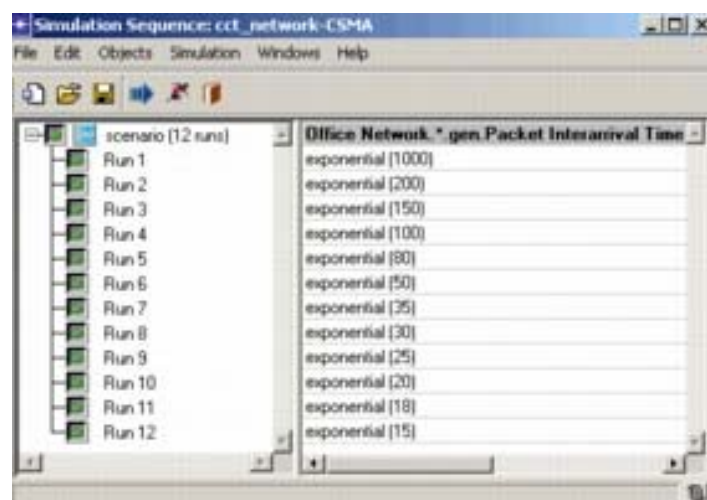 Simulation Sequence: cct_network-CSMA
File Edit Objects Simulation Windows Help
scenario (12 runs)
Office Network.*.gen.Packet Interarrival Time
Run 1 exponential (1000)
Run 2 exponential (200)
Run 3 exponential (150)
Run 4 exponential (100)
Run 5 exponential (80)
Run 6 exponential (50)
Run 7 exponential (35)
Run 8 exponential (30)
Run 9 exponential (25)
Run 10 exponential (20)
Run 11 exponential (18)
Run 12 exponential (15)